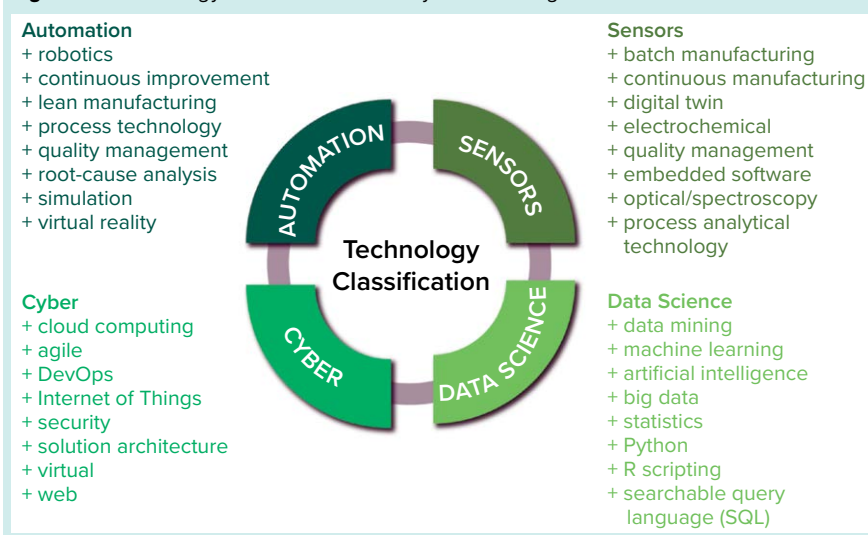 Automation
+ robotics
+ continuous improvement
+ lean manufacturing
+ process technology
+ quality management
+ root-cause analysis
+ simulation
+ virtual reality
Sensors
+ batch manufacturing
+ continuous manufacturing
+ digital twin
+ electrochemical
+ quality management
+ embedded software
+ optical/spectroscopy
+ process analytical
technology
AUTOMATION
SENSORS
Technology
Classification
CYBER
DATA SCIENCE
Cyber
+ cloud computing
+ agile
+ DevOps
+ Internet of Things
+ security
+ solution architecture
+ virtual
+ web
Data Science
+ data mining
+ machine learning
+ artificial intelligence
+ big data
+ statistics
+ Python
+ R scripting
+ searchable query
language (SQL)